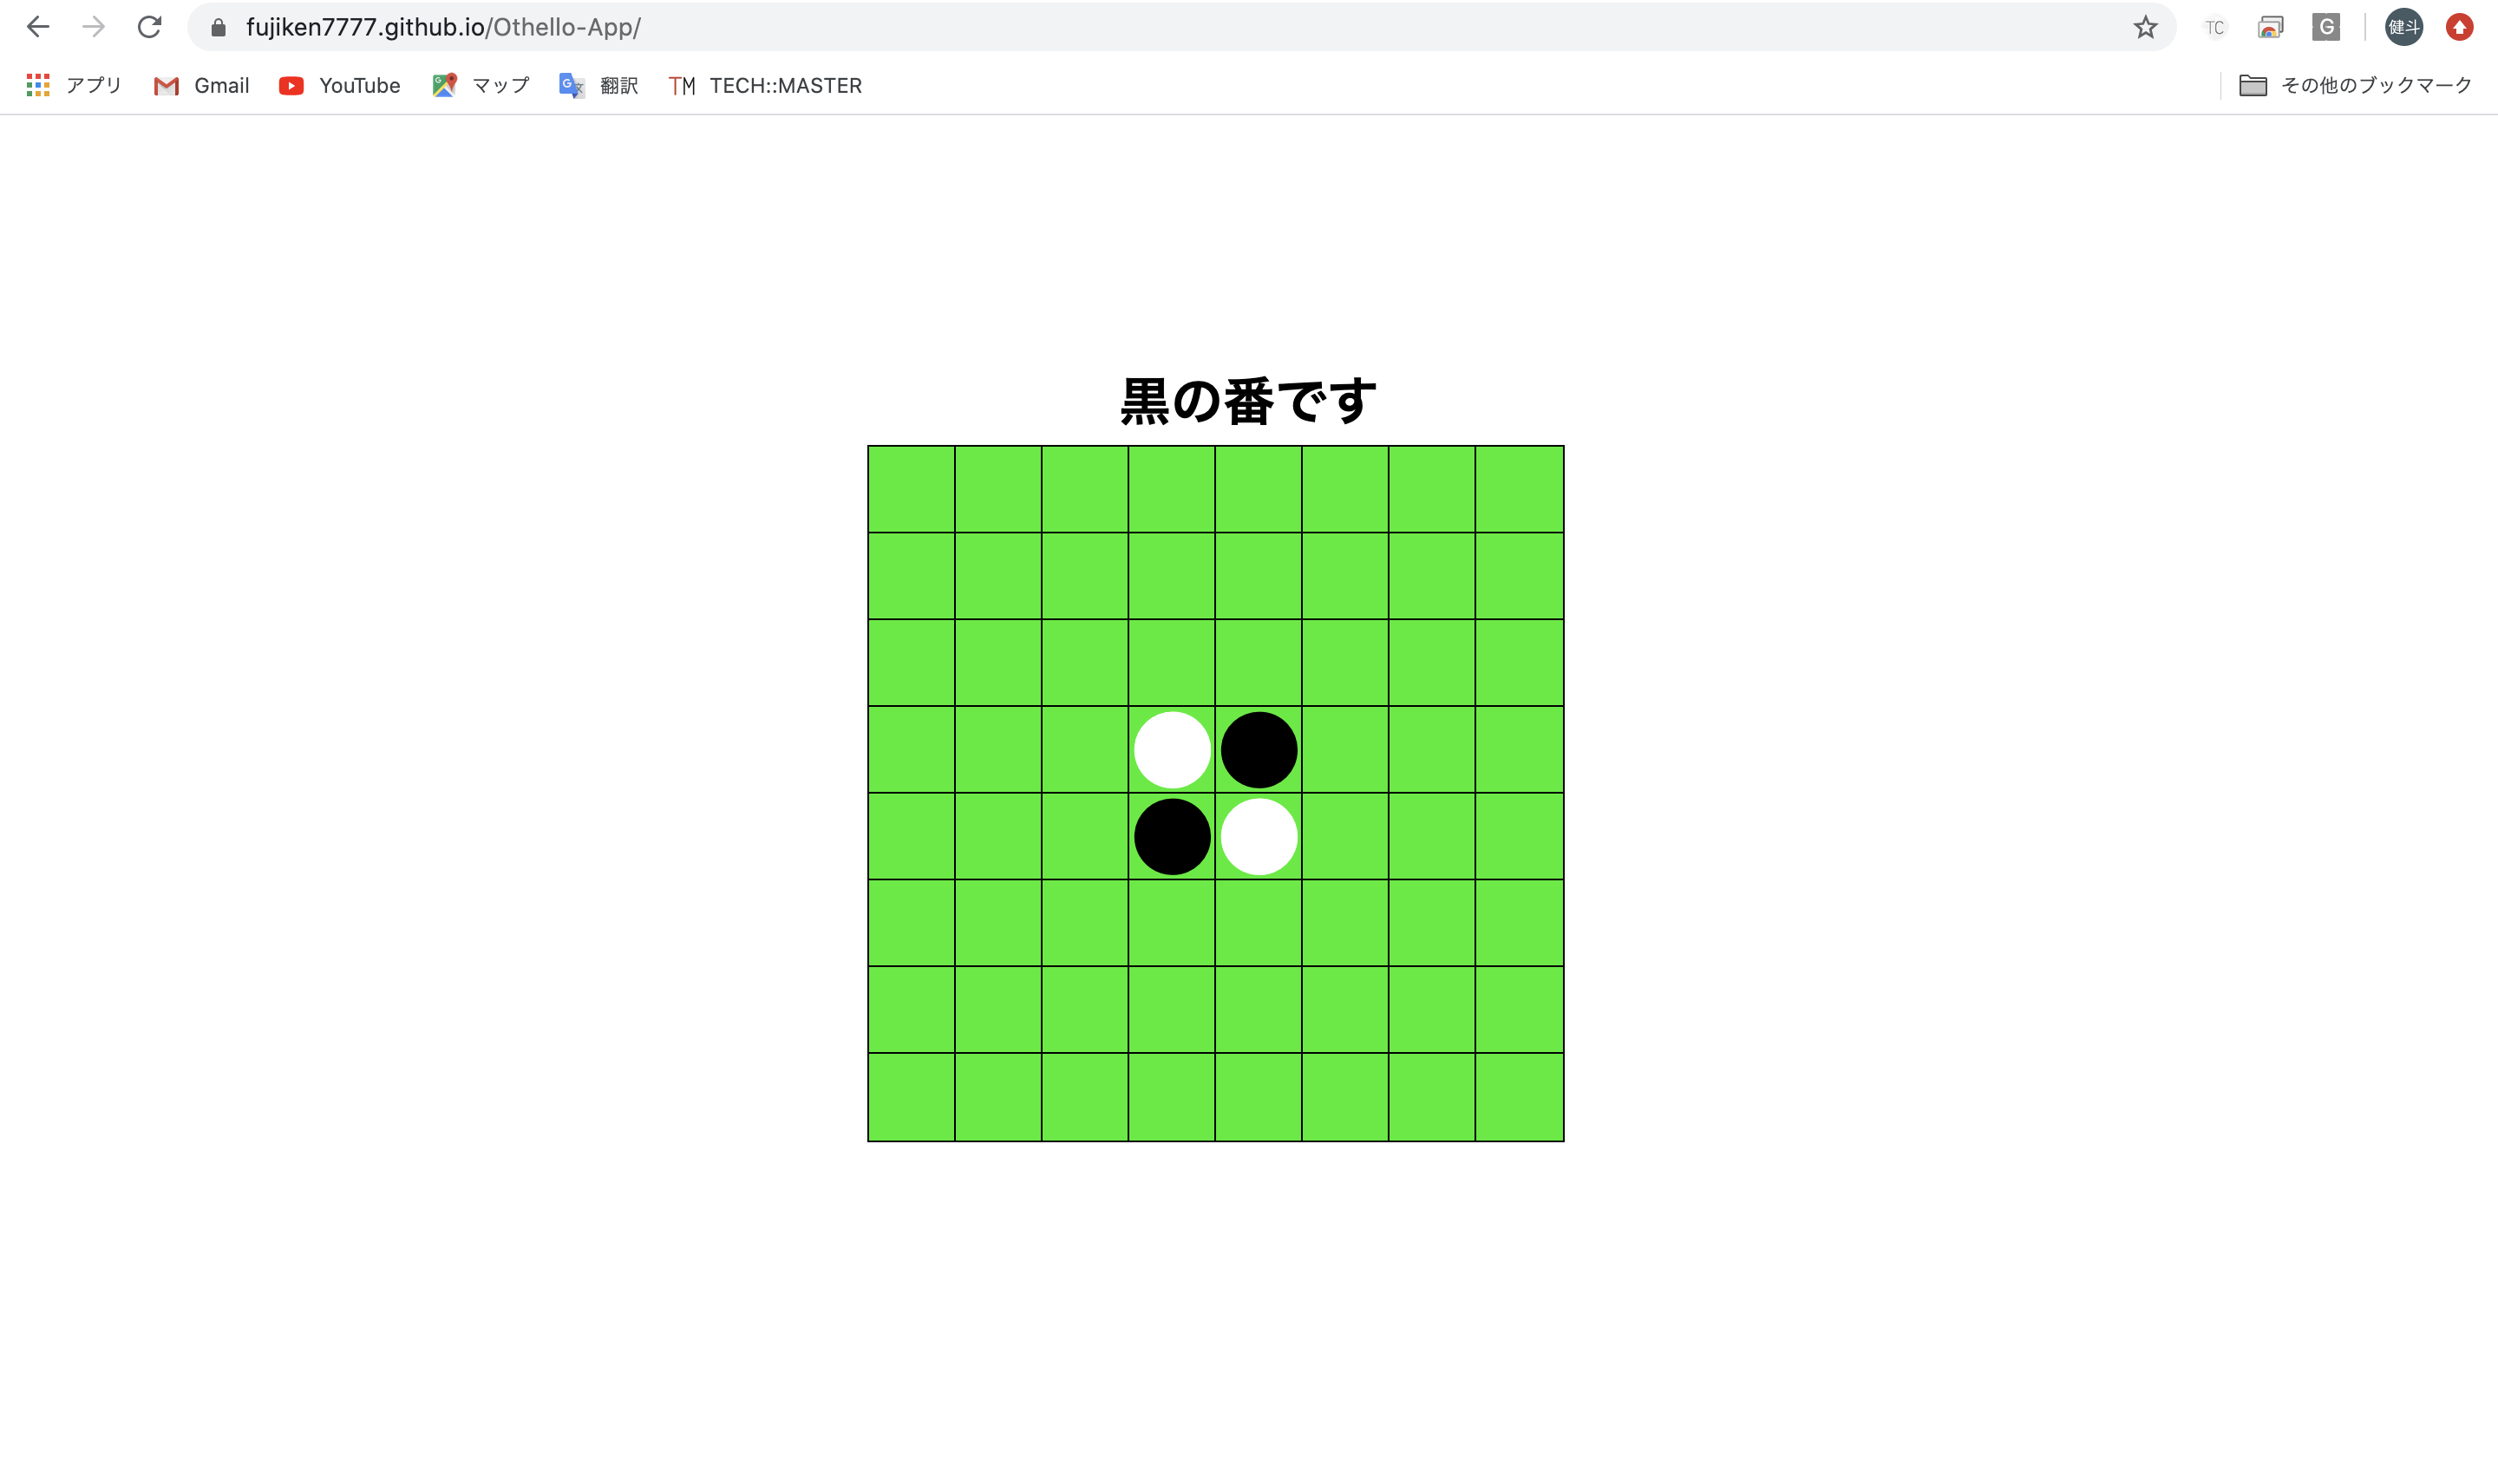 fujiken7777.github.io/Othello-App/
TC
G
健斗
アプリ
Gmail
YouTube
マップ
翻訳
TM TECH::MASTER
その他のブックマーク
黒の番です